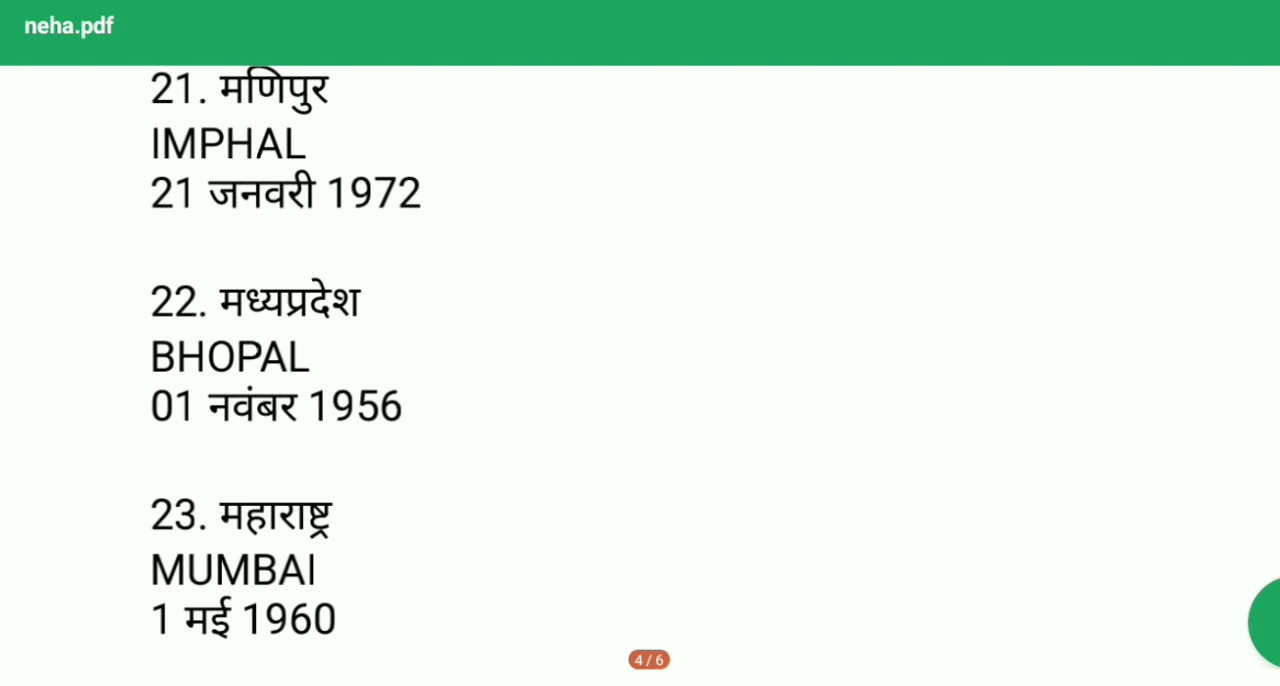 neha.pdf
21. मणिपुर
IMPHAL
21 जनवरी 1972
22. मध्यप्रदेश
BHOPAL
01 नवंबर 1956
23. महाराष्ट्र
MUMBAI
1 मई 1960
4 / 6